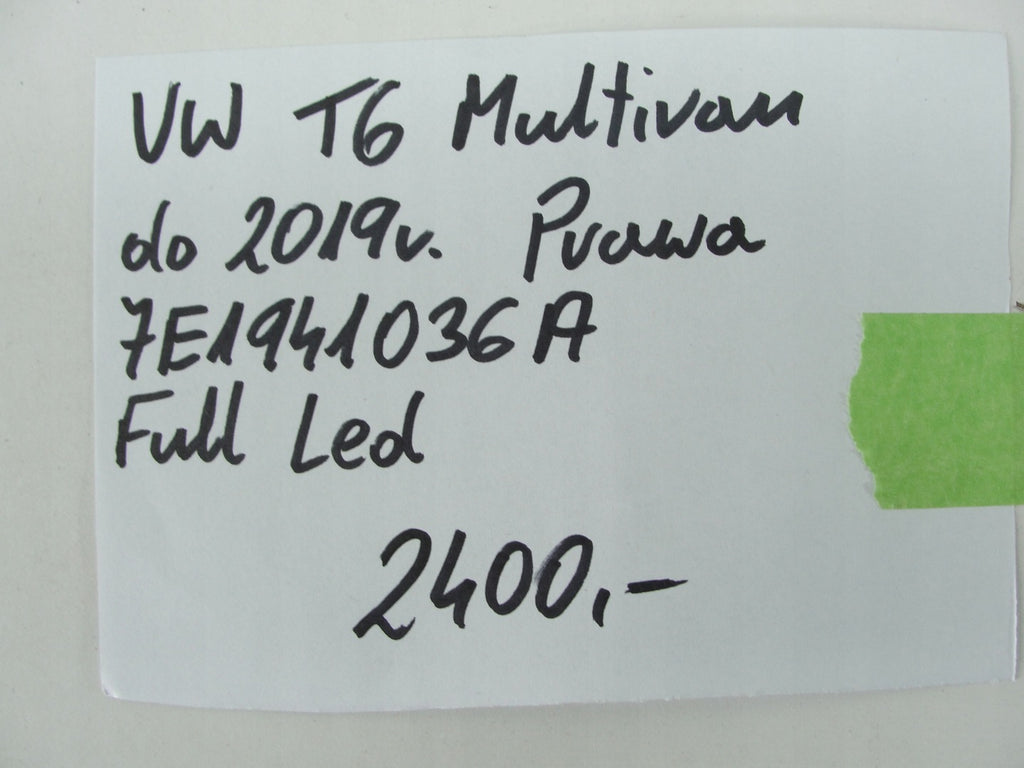 VW T6 Multivan
do 2019r. Prawa
7E1941036A
Full Led
2400,-